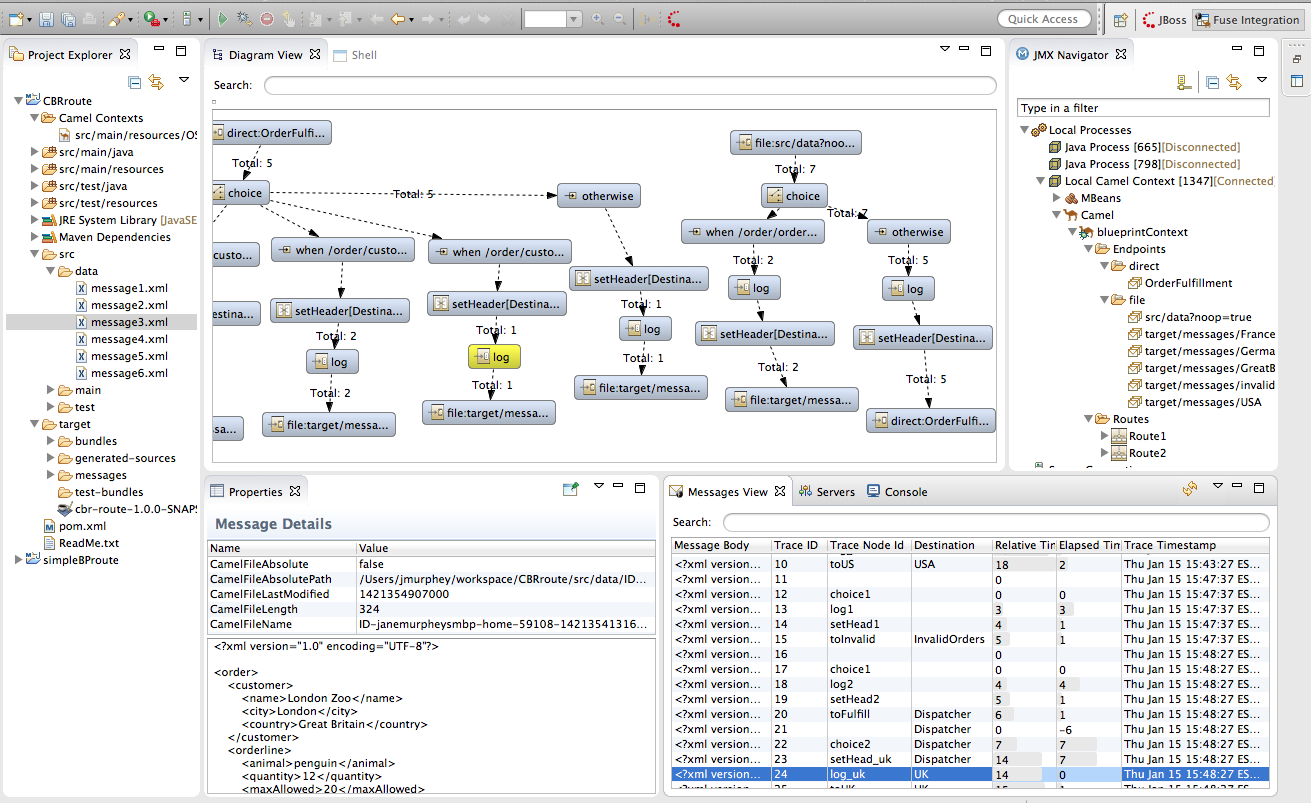 Quick Access
JBoss
Fuse Integration
Project Explorer
CBRroute
Camel Contexts
src/main/resources/OS
src/main/java
src/main/resources
src/test/java
src/test/resources
JRE System Library [JavaSE
Maven Dependencies
src
data
message1.xml
message2.xml
message3.xml
message4.xml
message5.xml
message6.xml
main
test
target
bundles
generated-sources
messages
test-bundles
cbr-route-1.0.0-SNAPS
pom.xml
ReadMe.txt
simpleBProute
Diagram View
Shell
Search:
direct:OrderFulfi...
file:src/data?noo...
Total: 5
Total: 7
choice
Total: 5
otherwise
choice
Total: 7
when /order/order...
otherwise
custo...
when /order/custo...
when /order/custo...
Total: 2
Total: 5
setHeader[Destina...
log
log
estina...
setHeader[Destina...
setHeader[Destina...
Total: 1
Total: 2
Total: 1
log
setHeader[Destina...
setHeader[Destina...
log
log
Total: 1
Total: 2
Total: 5
Total: 2
Total: 1
file:target/messa...
file:target/messa...
sa...
file:target/messa...
file:target/messa...
direct:OrderFulfi...
JMX Navigator
Type in a filter
Local Processes
Java Process [665][Disconnected]
Java Process [798][Disconnected]
Local Camel Context [1347][Connected
MBeans
Camel
blueprintContext
Endpoints
direct
OrderFulfillment
file
src/data?noop=true
target/messages/France
target/messages/Germa
target/messages/GreatB
target/messages/invalid
target/messages/USA
Routes
Route1
Route2
Properties
Message Details
Name Value
CamelFileAbsolute false
CamelFileAbsolutePath /Users/jmurphey/workspace/CBRroute/src/data/ID...
CamelFileLastModified 1421354907000
CamelFileLength 324
CamelFileName ID-janemurpheysmbp-home-59108-14213541316...
<?xml version="1.0" encoding="UTF-8"?>
<order>
<customer>
<name>London Zoo</name>
<city>London</city>
<country>Great Britain</country>
</customer>
<orderline>
<animal>penguin</animal>
<quantity>12</quantity>
<maxAllowed>20</maxAllowed>
Messages View
Servers
Console
Search:
Message Body Trace ID Trace Node Id Destination Relative Tim Elapsed Tim Trace Timestamp
<?xml version... 10 toUS USA 18 2 Thu Jan 15 15:43:27 ES...
<?xml version... 11 0 Thu Jan 15 15:47:37 ES...
<?xml version... 12 choice1 0 0 Thu Jan 15 15:47:37 ES...
<?xml version... 13 log1 3 3 Thu Jan 15 15:47:37 ES...
<?xml version... 14 setHead1 4 1 Thu Jan 15 15:47:37 ES...
<?xml version... 15 toInvalid InvalidOrders 5 1 Thu Jan 15 15:47:37 ES...
<?xml version... 16 0 Thu Jan 15 15:48:27 ES...
<?xml version... 17 choice1 0 0 Thu Jan 15 15:48:27 ES...
<?xml version... 18 log2 4 4 Thu Jan 15 15:48:27 ES...
<?xml version... 19 setHead2 5 1 Thu Jan 15 15:48:27 ES...
<?xml version... 20 toFulfill Dispatcher 6 1 Thu Jan 15 15:48:27 ES...
<?xml version... 21 Dispatcher 0 -6 Thu Jan 15 15:48:27 ES...
<?xml version... 22 choice2 Dispatcher 7 7 Thu Jan 15 15:48:27 ES...
<?xml version... 23 setHead_uk Dispatcher 14 7 Thu Jan 15 15:48:27 ES...
<?xml version... 24 log_uk UK 14 0 Thu Jan 15 15:48:27 ES...